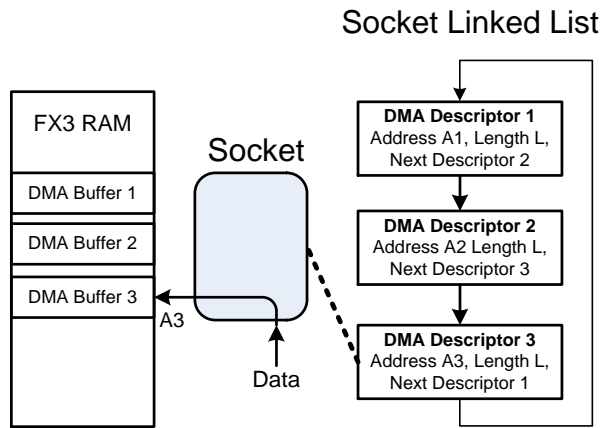 Socket Linked List
FX3 RAM
DMA Buffer 1
DMA Buffer 2
DMA Buffer 3
Socket
A3
Data
DMA Descriptor 1
Address A1, Length L,
Next Descriptor 2
DMA Descriptor 2
Address A2 Length L,
Next Descriptor 3
DMA Descriptor 3
Address A3, Length L,
Next Descriptor 1